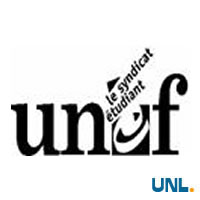 le syndicat
étudiant
unef
UNL.